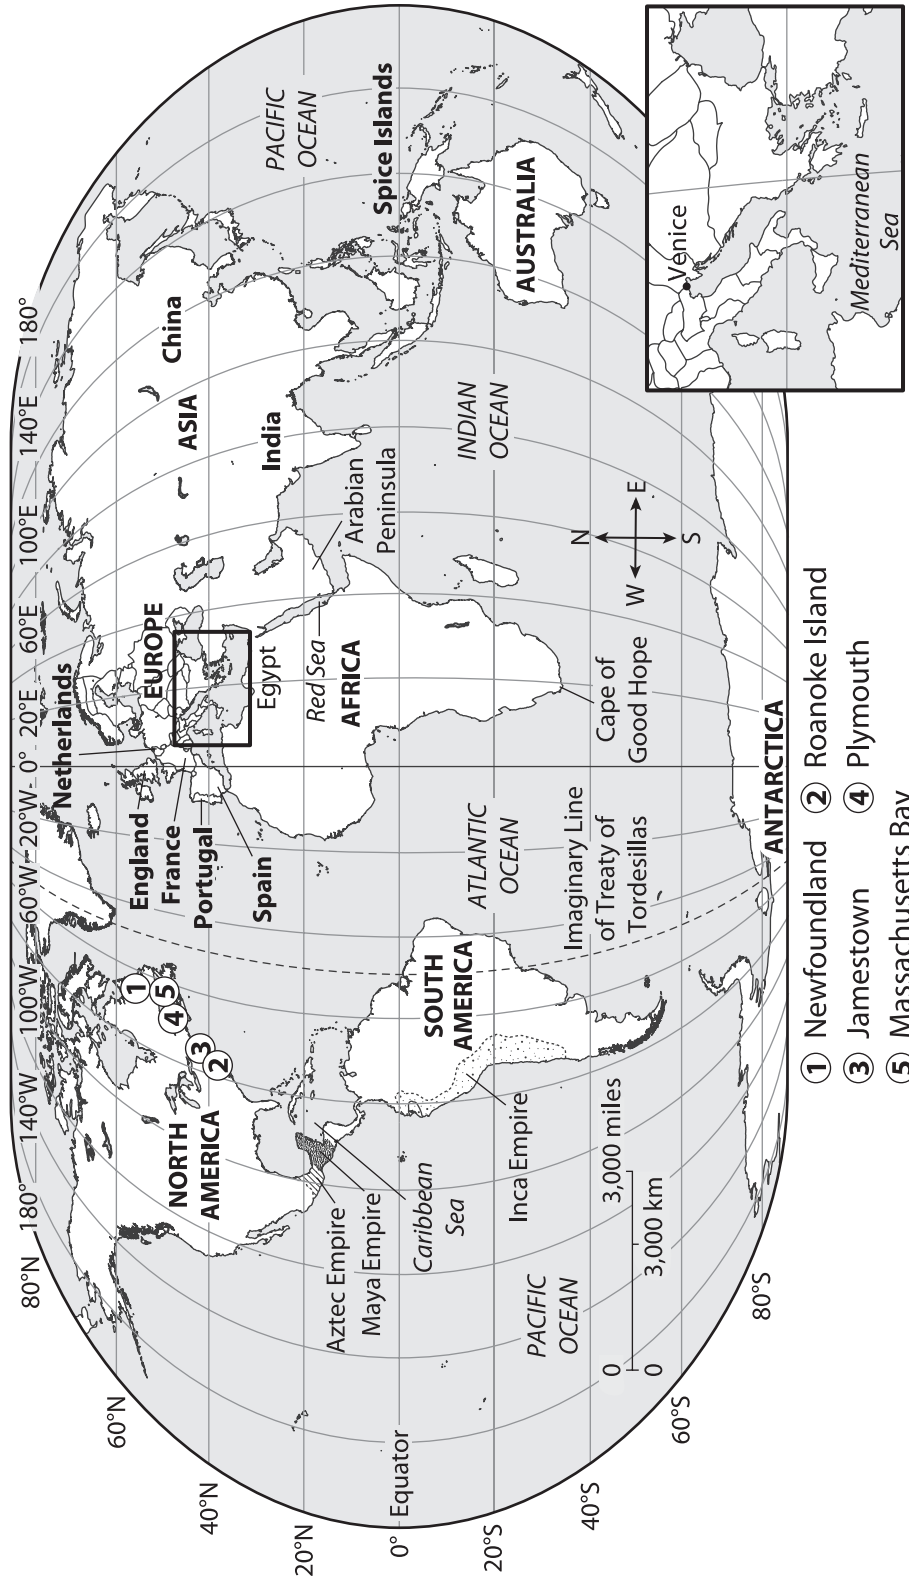 180°
140°W
100°W
60°W
20°W
0°
20°E
60°E
100°E
140°E
180°
80°N
60°N
40°N
20°N
0° Equator
20°S
40°S
60°S
80°S
NORTH
AMERICA
Aztec Empire
Maya Empire
Caribbean
Sea
Inca Empire
SOUTH
AMERICA
PACIFIC
OCEAN
0
3,000 miles
0
3,000 km
ATLANTIC
OCEAN
Imaginary Line
of Treaty of
Tordesillas
Netherlands
England
France
Portugal
Spain
EUROPE
Egypt
Red Sea
AFRICA
Cape of
Good Hope
Arabian
Peninsula
ASIA
China
India
INDIAN
OCEAN
N
W
E
S
PACIFIC
OCEAN
Spice Islands
AUSTRALIA
ANTARCTICA
Venice
Mediterranean
Sea
1
2
3
4
5
1 Newfoundland 2 Roanoke Island
3 Jamestown 4 Plymouth
5 Massachusetts Bay